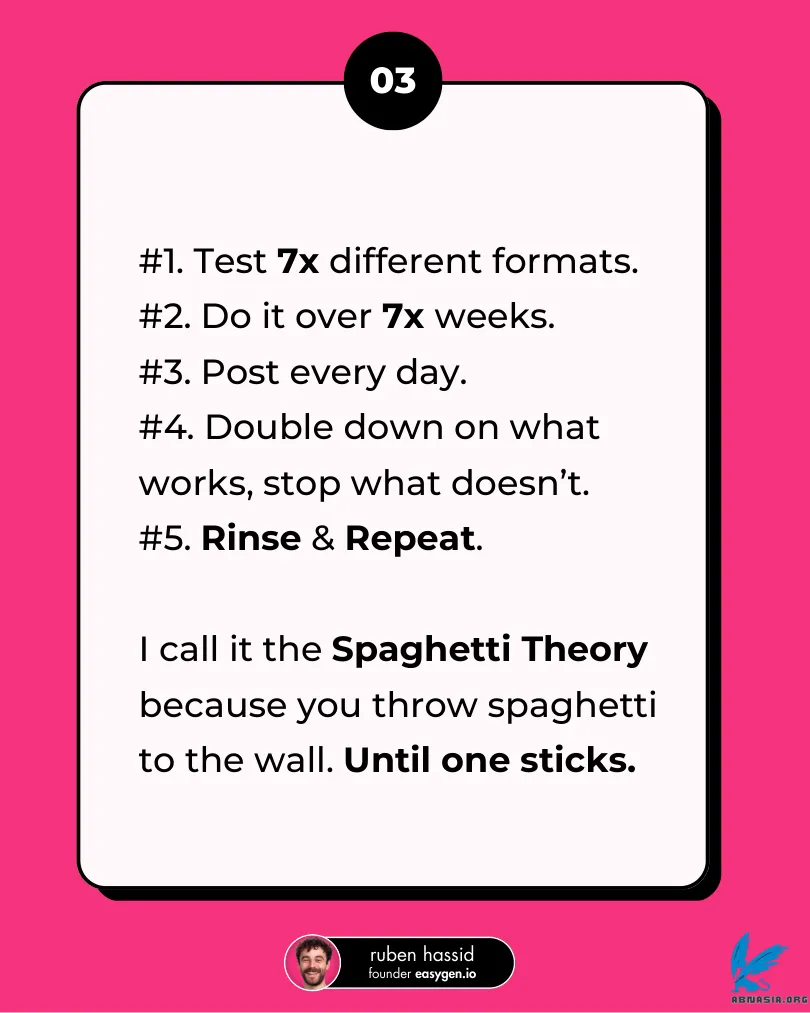 03
#1. Test 7x different formats.
#2. Do it over 7x weeks.
#3. Post every day.
#4. Double down on what
works, stop what doesn’t.
#5. Rinse & Repeat.
I call it the Spaghetti Theory
because you throw spaghetti
to the wall. Until one sticks.
ruben hassid
founder easygen.io
ABNASIA.ORG